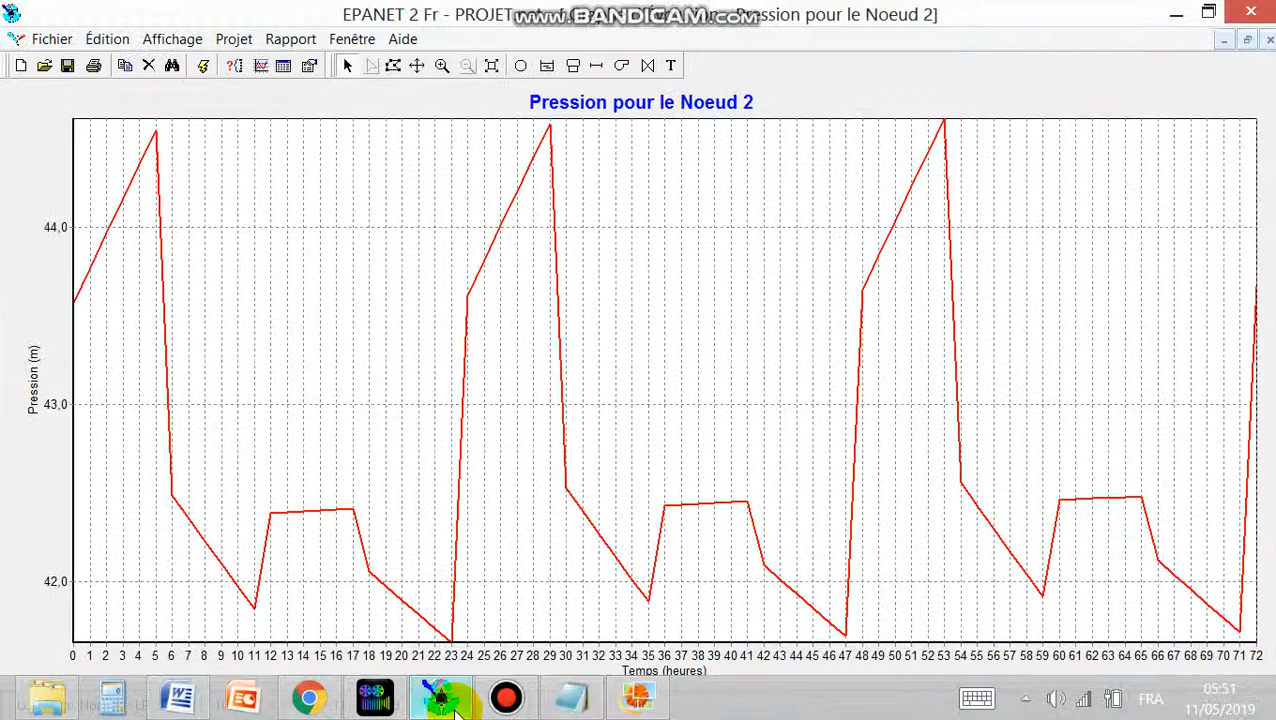 EPANET 2 Fr - PROJET
Pression pour le Noeud 2]
www.BANDICAM.com
Fichier Édition Affichage Projet Rapport Fenêtre Aide
T
Pression pour le Noeud 2
44,0
43,0
42,0
Pression (m)
0 1 2 3 4 5 6 7 8 9 10 11 12 13 14 15 16 17 18 19 20 21 22 23 24 25 26 27 28 29 30 31 32 33 34 35 36 37 38 39 40 41 42 43 44 45 46 47 48 49 50 51 52 53 54 55 56 57 58 59 60 61 62 63 64 65 66 67 68 69 70 71 72
Temps (heures)
FRA
05:51
11/05/2019